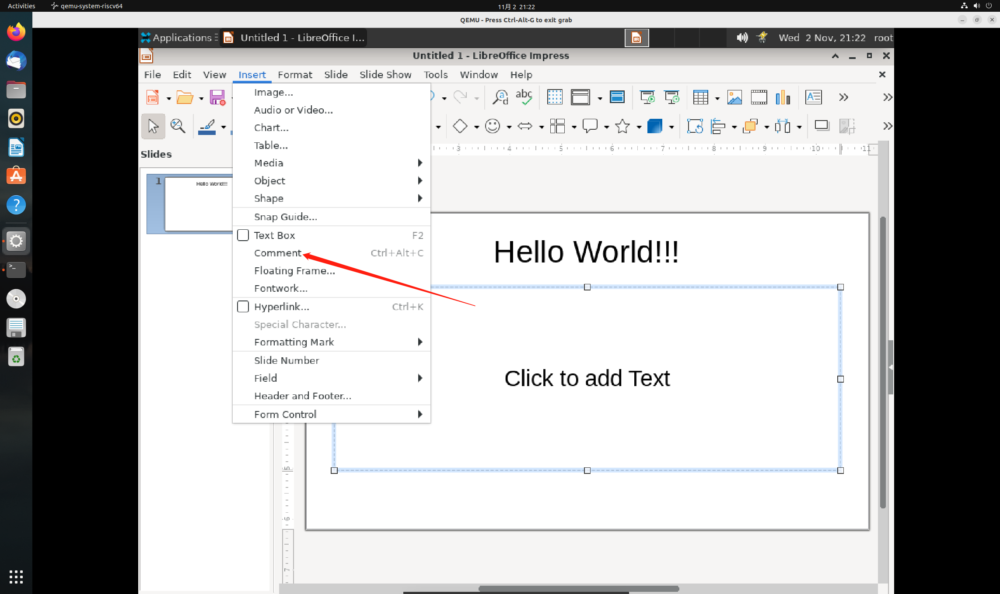 Activities
qemu-system-riscv64
11月 2 21:22
QEMU - Press Ctrl-Alt-G to exit grab
Applications
Untitled 1 - LibreOffice I...
Wed 2 Nov, 21:22 root
Untitled 1 - LibreOffice Impress
File Edit View Insert Format Slide Slide Show Tools Window Help
abc
Slides
1
Hello World!!!
Image...
Audio or Video...
Chart...
Table...
Media
Object
Shape
Snap Guide...
Text Box F2
Comment Ctrl+Alt+C
Floating Frame...
Fontwork...
Hyperlink... Ctrl+K
Special Character...
Formatting Mark
Slide Number
Field
Header and Footer...
Form Control
3 4 5 6 7 8 9 10 11
Hello World!!!
Click to add Text
5
6
7